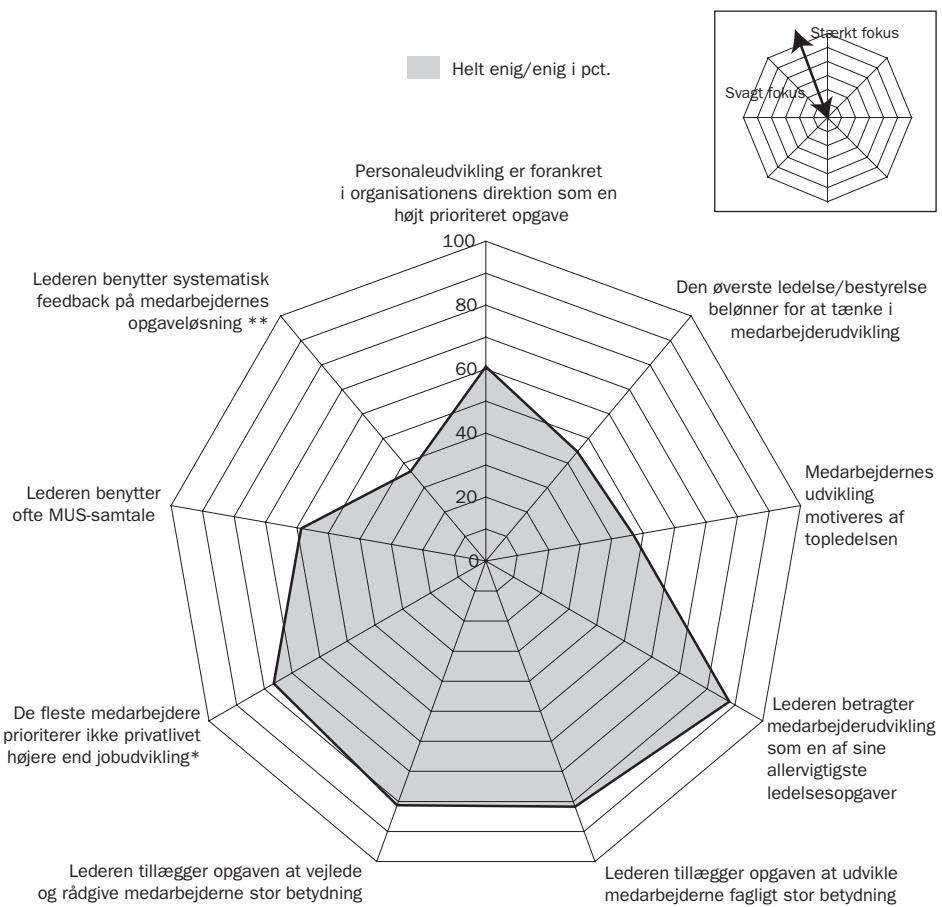 Stærkt fokus
Svagt fokus
Helt enig/enig i pct.
Personaleudvikling er forankret
i organisationens direktion som en
højt prioriteret opgave
Den øverste ledelse/bestyrelse
belønner for at tænke i
medarbejderudvikling
Medarbejdernes
udvikling
motiveres af
topledelsen
Lederen betragter
medarbejderudvikling
som en af sine
allervigtigste
ledelsesopgaver
Lederen tillægger opgaven at udvikle
medarbejderne fagligt stor betydning
Lederen tillægger opgaven at vejlede
og rådgive medarbejderne stor betydning
De fleste medarbejdere
prioriterer ikke privatlivet
højere end jobudvikling*
Lederen benytter
ofte MUS-samtale
Lederen benytter systematisk
feedback på medarbejdernes
opgaveløsning **
100
80
60
40
20
0